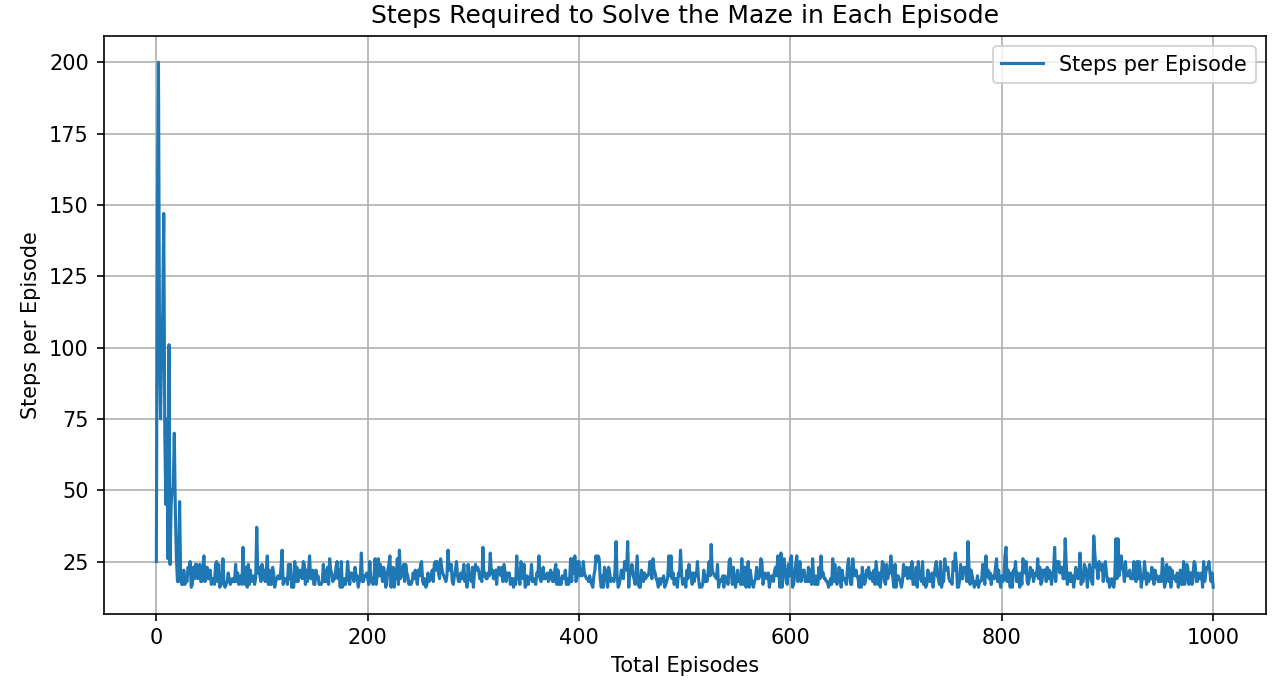 Steps Required to Solve the Maze in Each Episode
Steps per Episode
200
175
150
125
100
75
50
25
Steps per Episode
0 200 400 600 800 1000
Total Episodes